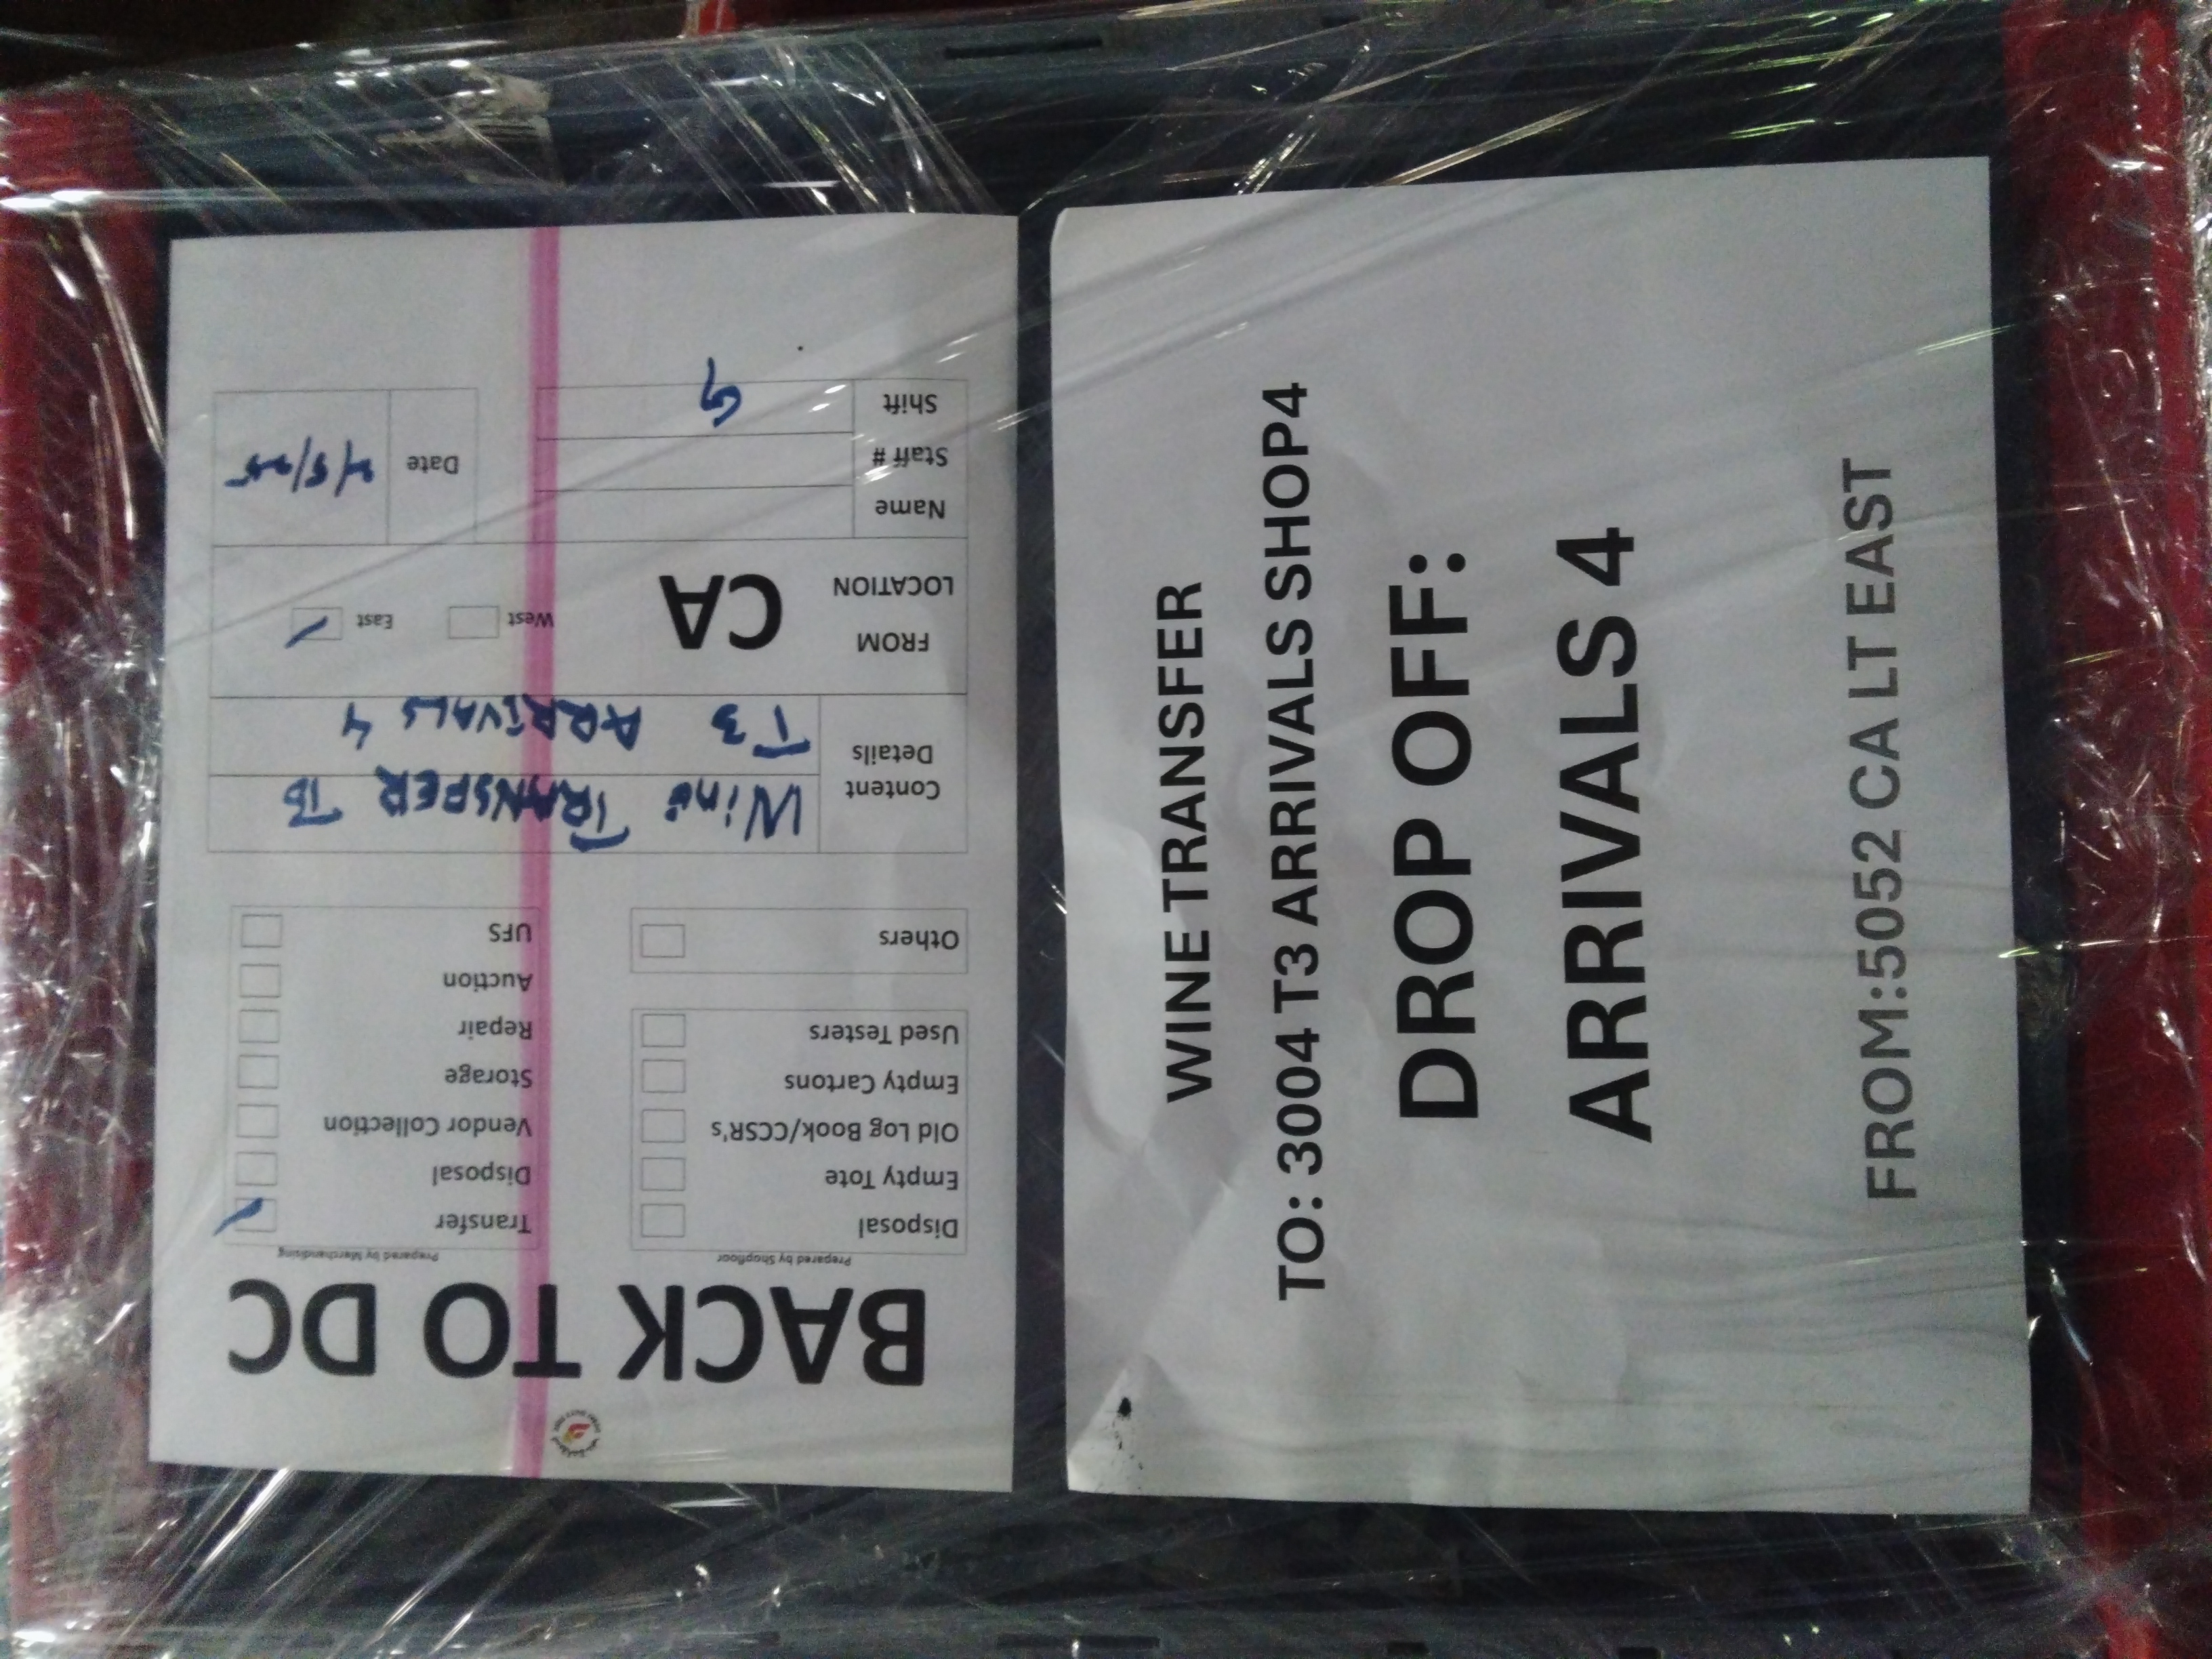 BACK TO DC
Prepared by Shopfloor
Disposal
Empty Tote
Old Log Book/CCSR's
Empty Cartons
Used Testers
Others
Prepared by Merchandising
Transfer
Disposal
Vendor Collection
Storage
Repair
Auction
UFS
Content Details
Wine TRANSFER TO
T3 ARRIVALS 4
FROM LOCATION
CA
West
East
Name
Staff #
Shift
G
Date
WINE TRANSFER
TO: 3004 T3 ARRIVALS SHOP4
DROP OFF:
ARRIVALS 4
FROM:5052 CA LT EAST